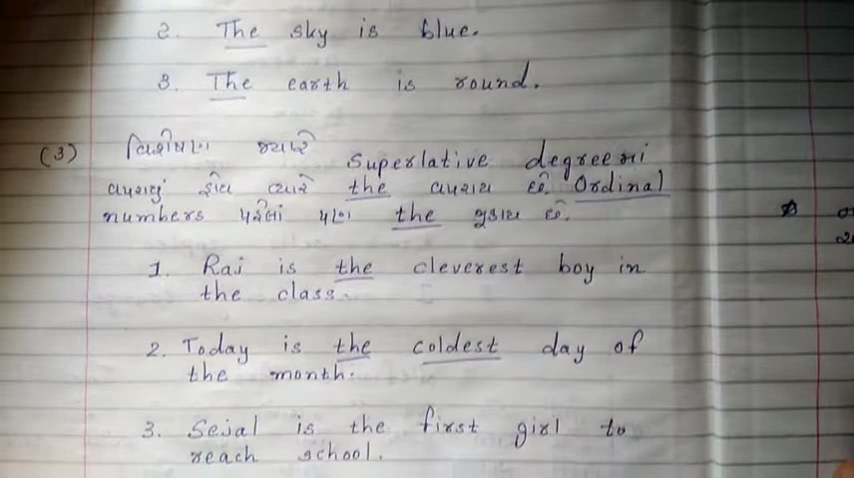 2. The sky is blue.
3. The earth is round.
(3) વિશેષણ જ્યારે Superlative degree માં
વપરાયું હોય ત્યારે the વપરાય છે. Ordinal
numbers પહેલાં પણ the મુકાય છે.
1. Raj is the cleverest boy in
the class.
2. Today is the coldest day of
the month.
3. Sejal is the first girl to
reach school.